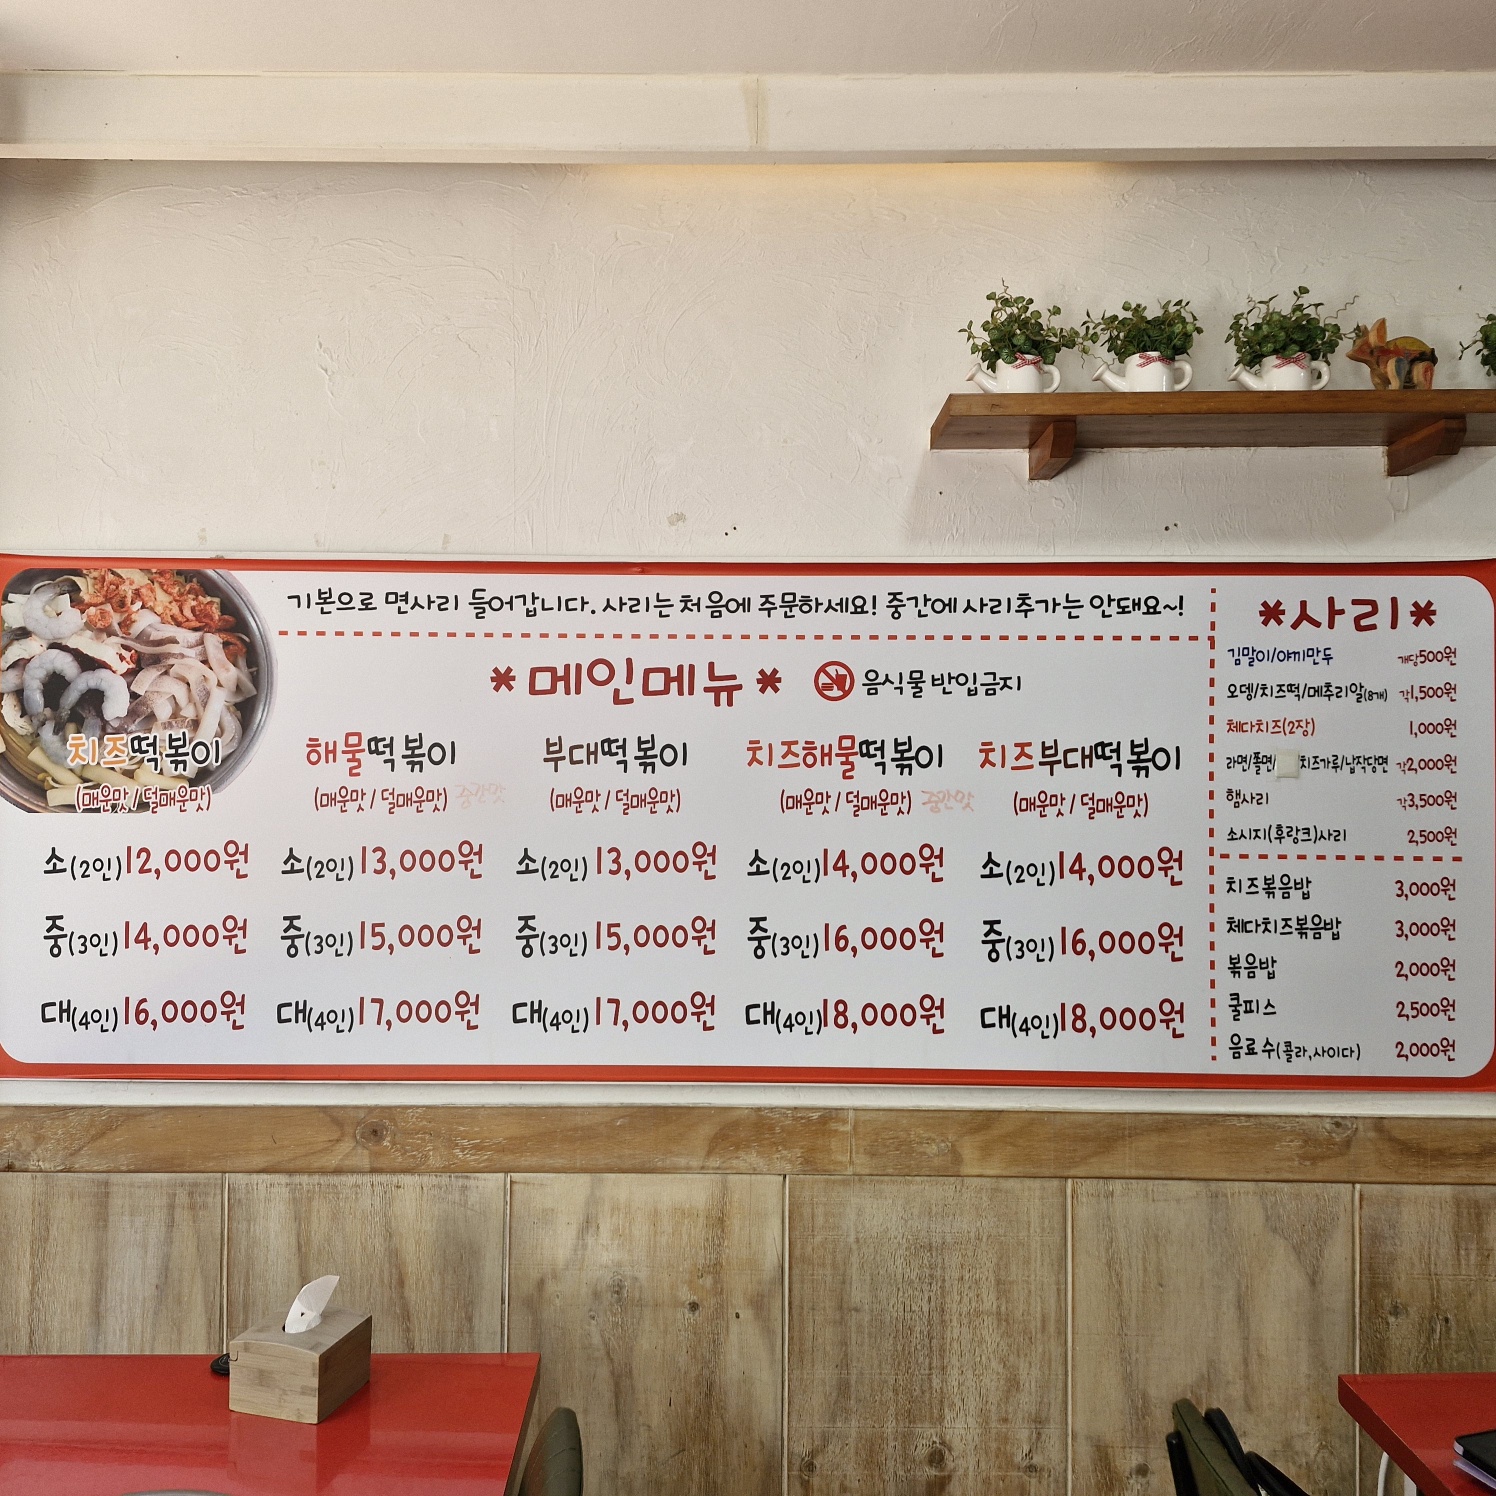 기본으로 면사리 들어갑니다. 사리는 처음에 주문하세요! 중간에 사리추가는 안돼요~!
*메인메뉴* 음식물 반입금지
치즈떡볶이
(매운맛 / 덜매운맛)
소(2인)12,000원
중(3인)14,000원
대(4인)16,000원
해물떡볶이
(매운맛 / 덜매운맛) 중간맛
소(2인)13,000원
중(3인)15,000원
대(4인)17,000원
부대떡볶이
(매운맛 / 덜매운맛)
소(2인)13,000원
중(3인)15,000원
대(4인)17,000원
치즈해물떡볶이
(매운맛 / 덜매운맛) 중간맛
소(2인)14,000원
중(3인)16,000원
대(4인)18,000원
치즈부대떡볶이
(매운맛 / 덜매운맛)
소(2인)14,000원
중(3인)16,000원
대(4인)18,000원
*사리*
김말이/야끼만두 개당500원
오뎅/치즈떡/메추리알(8개) 각1,500원
체다치즈(2장) 1,000원
라면/쫄면/ /치즈가루/납작당면 각2,000원
햄사리 각3,500원
소시지(후랑크)사리 2,500원
치즈볶음밥 3,000원
체다치즈볶음밥 3,000원
볶음밥 2,000원
쿨피스 2,500원
음료수(콜라,사이다) 2,000원